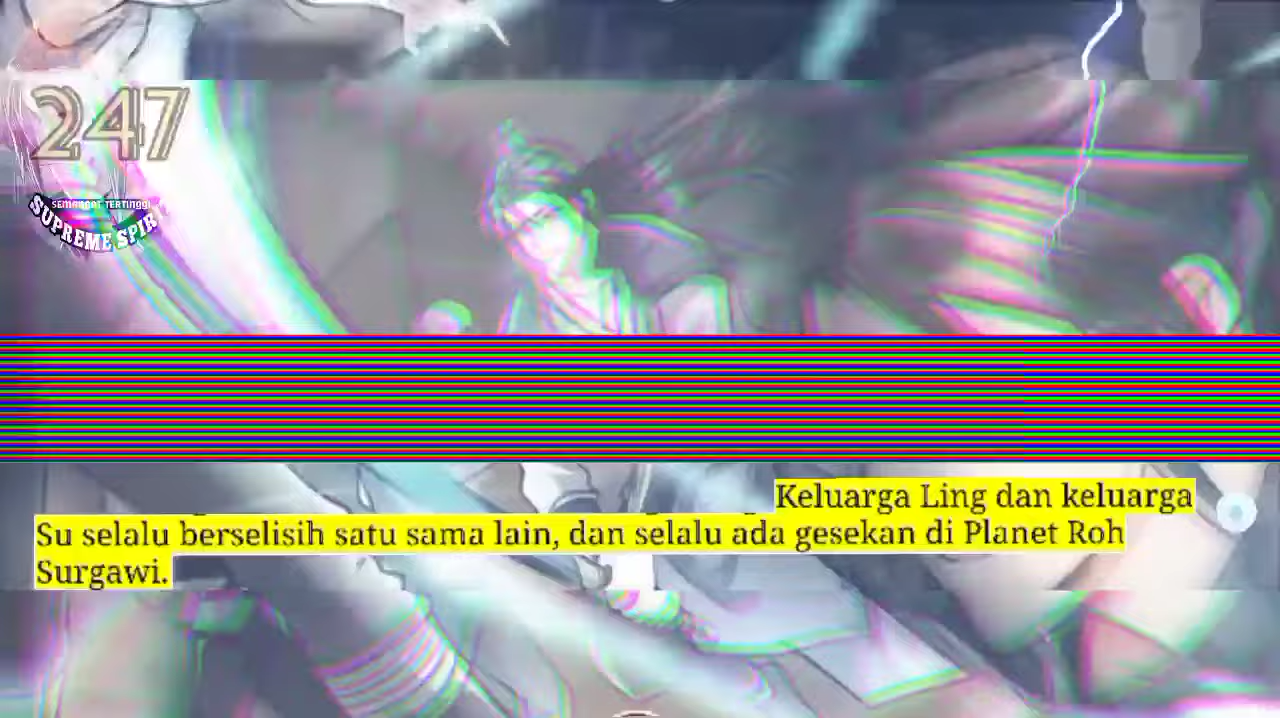 247
SEMANGAT TERTINGGI
SUPREME SPIRIT
Keluarga Ling dan keluarga
Su selalu berselisih satu sama lain, dan selalu ada gesekan di Planet Roh
Surgawi.